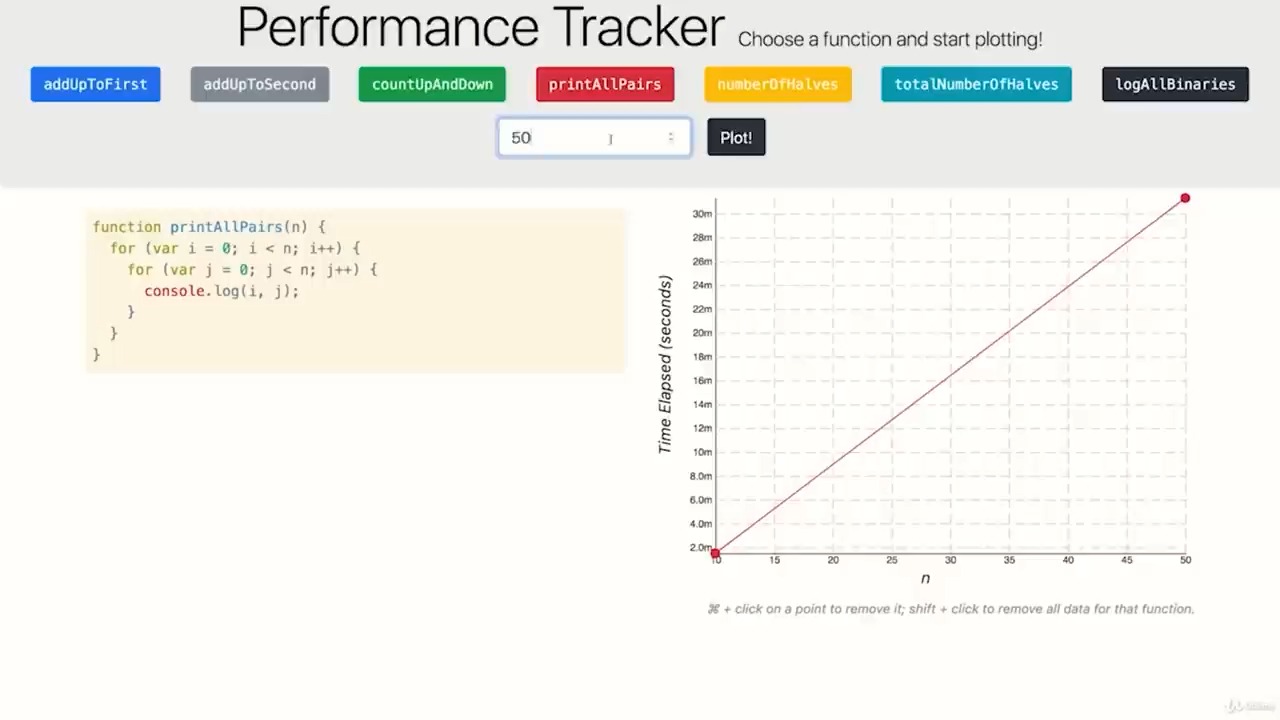 Performance Tracker Choose a function and start plotting!
addUpToFirst addUpToSecond countUpAndDown printAllPairs numberOfHalves totalNumberOfHalves logAllBinaries
50 Plot!
function printAllPairs(n) {
for (var i = 0; i < n; i++) {
for (var j = 0; j < n; j++) {
console.log(i, j);
}
}
}
Time Elapsed (seconds)
30m
28m
26m
24m
22m
20m
18m
16m
14m
12m
10m
8.0m
6.0m
4.0m
2.0m
10 15 20 25 30 35 40 45 50
n
⌘ + click on a point to remove it; shift + click to remove all data for that function.